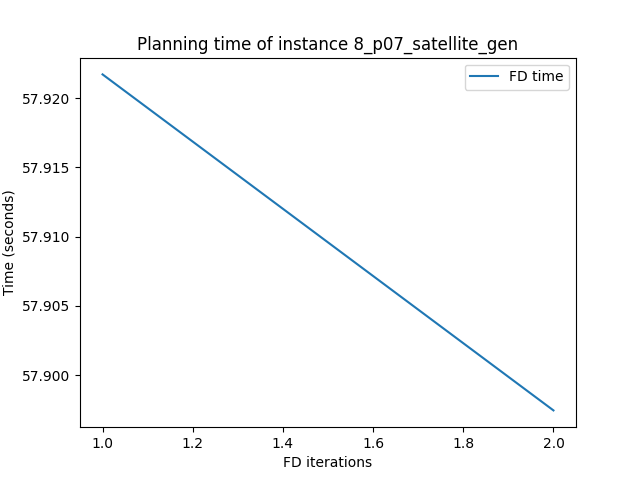 Planning time of instance 8_p07_satellite_gen
FD time
57.920
57.915
57.910
57.905
57.900
Time (seconds)
1.0 1.2 1.4 1.6 1.8 2.0
FD iterations